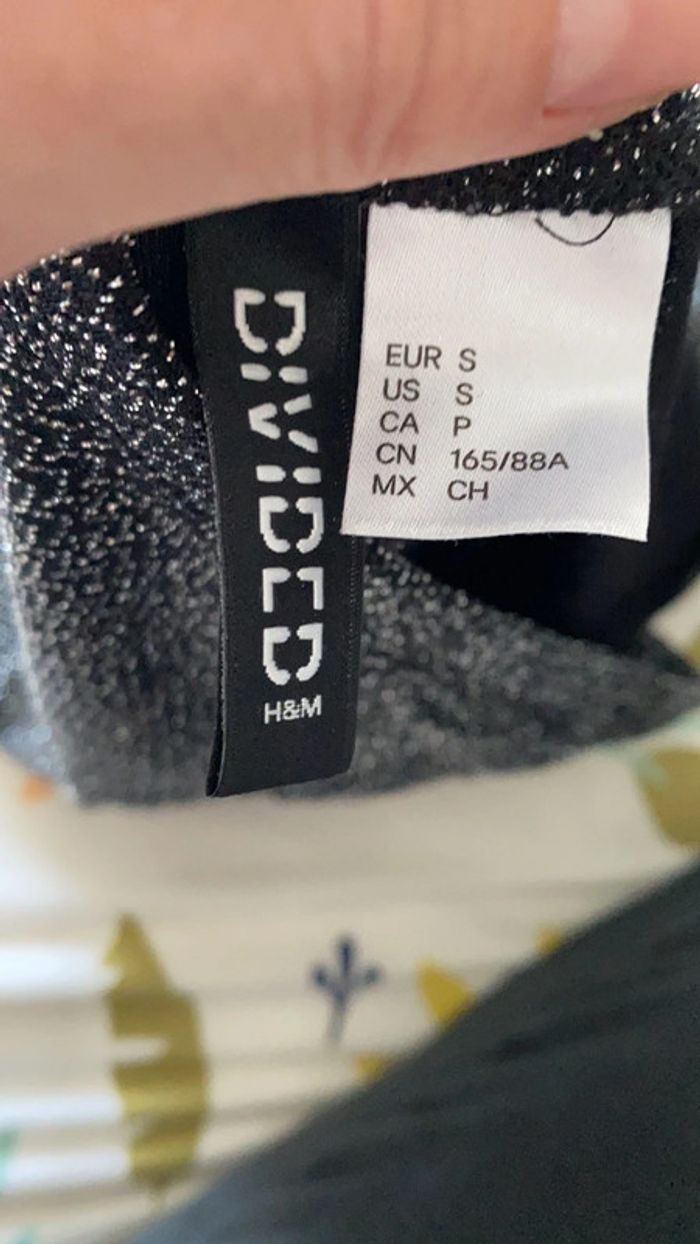 DIVIDED
H&M
EUR S
US S
CA P
CN 165/88A
MX CH